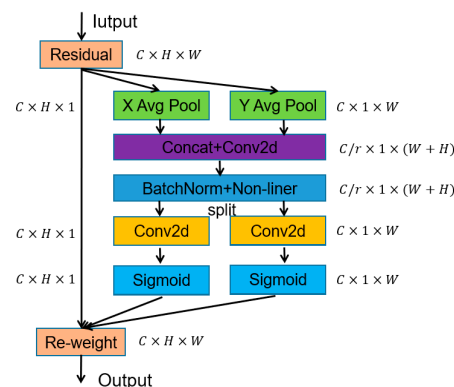 Iutput
Residual C × H × W
C × H × 1 X Avg Pool Y Avg Pool C × 1 × W
Concat+Conv2d C/r × 1 × (W + H)
BatchNorm+Non-liner C/r × 1 × (W + H)
split
C × H × 1 Conv2d Conv2d C × 1 × W
C × H × 1 Sigmoid Sigmoid C × 1 × W
Re-weight C × H × W
Output